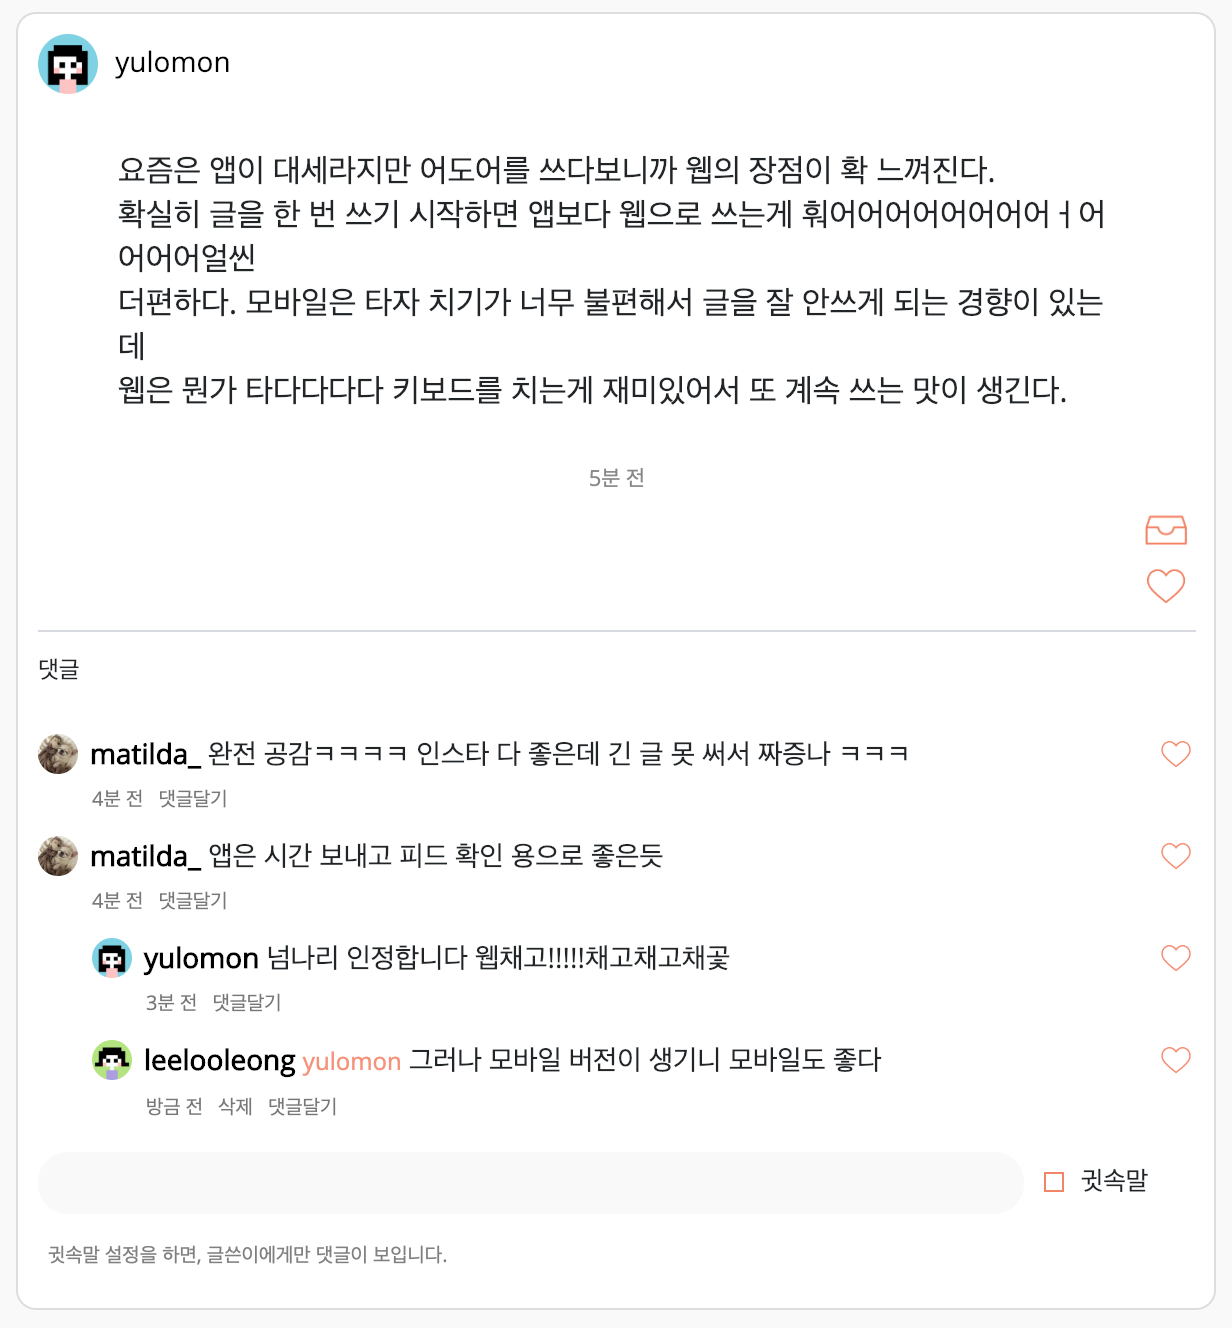 yulomon
요즘은 앱이 대세라지만 어도어를 쓰다보니까 웹의 장점이 확 느껴진다.
확실히 글을 한 번 쓰기 시작하면 앱보다 웹으로 쓰는게 훠어어어어어어어어ㅓ어
어어어얼씬
더편하다. 모바일은 타자 치기가 너무 불편해서 글을 잘 안쓰게 되는 경향이 있는
데
웹은 뭔가 타다다다다 키보드를 치는게 재미있어서 또 계속 쓰는 맛이 생긴다.
5분 전
댓글
matilda_ 완전 공감ㅋㅋㅋㅋ 인스타 다 좋은데 긴 글 못 써서 짜증나 ㅋㅋㅋ
4분 전 댓글달기
matilda_ 앱은 시간 보내고 피드 확인 용으로 좋은듯
4분 전 댓글달기
yulomon 넘나리 인정합니다 웹채고!!!!!채고채고채곷
3분 전 댓글달기
leelooleong yulomon 그러나 모바일 버전이 생기니 모바일도 좋다
방금 전 삭제 댓글달기
귓속말
귓속말 설정을 하면, 글쓴이에게만 댓글이 보입니다.